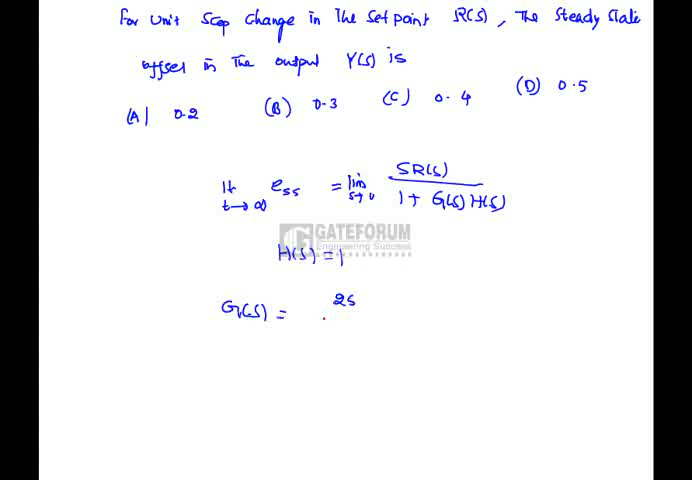 For Unit Step Change in The Set point R(S), The Steady State
offset in The output Y(S) is
(A) 0.2 (B) 0.3 (C) 0.4 (D) 0.5
lt t→∞ ess = lim s→0 SR(S) / 1 + G(S) H(S)
GATEFORUM
Engineering Success
H(S) = 1
G(S) = 2s